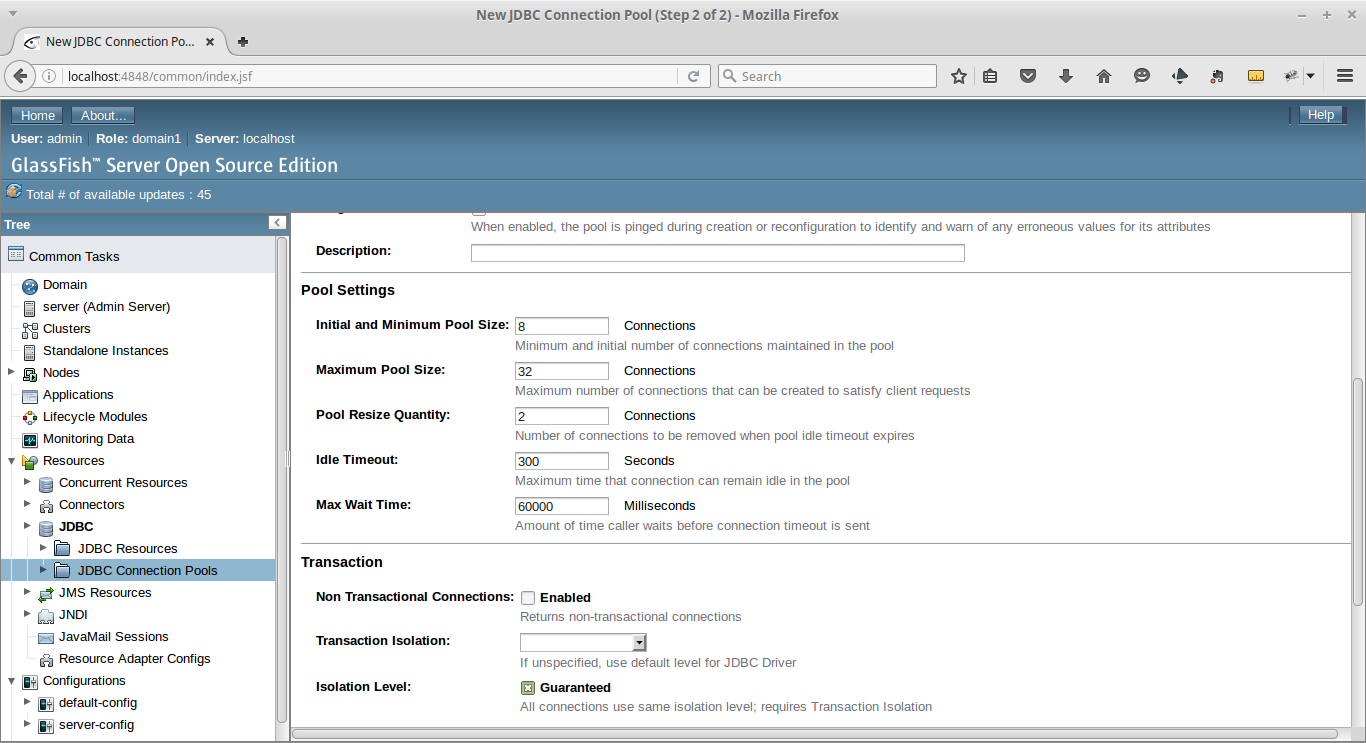 New JDBC Connection Pool (Step 2 of 2) - Mozilla Firefox
New JDBC Connection Po...
localhost:4848/common/index.jsf
Search
Home
About...
Help
User: admin
Role: domain1
Server: localhost
GlassFish™ Server Open Source Edition
Total # of available updates : 45
Tree
Common Tasks
Domain
server (Admin Server)
Clusters
Standalone Instances
Nodes
Applications
Lifecycle Modules
Monitoring Data
Resources
Concurrent Resources
Connectors
JDBC
JDBC Resources
JDBC Connection Pools
JMS Resources
JNDI
JavaMail Sessions
Resource Adapter Configs
Configurations
default-config
server-config
When enabled, the pool is pinged during creation or reconfiguration to identify and warn of any erroneous values for its attributes
Description:
Pool Settings
Initial and Minimum Pool Size: 8 Connections
Minimum and initial number of connections maintained in the pool
Maximum Pool Size: 32 Connections
Maximum number of connections that can be created to satisfy client requests
Pool Resize Quantity: 2 Connections
Number of connections to be removed when pool idle timeout expires
Idle Timeout: 300 Seconds
Maximum time that connection can remain idle in the pool
Max Wait Time: 60000 Milliseconds
Amount of time caller waits before connection timeout is sent
Transaction
Non Transactional Connections: Enabled
Returns non-transactional connections
Transaction Isolation:
If unspecified, use default level for JDBC Driver
Isolation Level: Guaranteed
All connections use same isolation level; requires Transaction Isolation